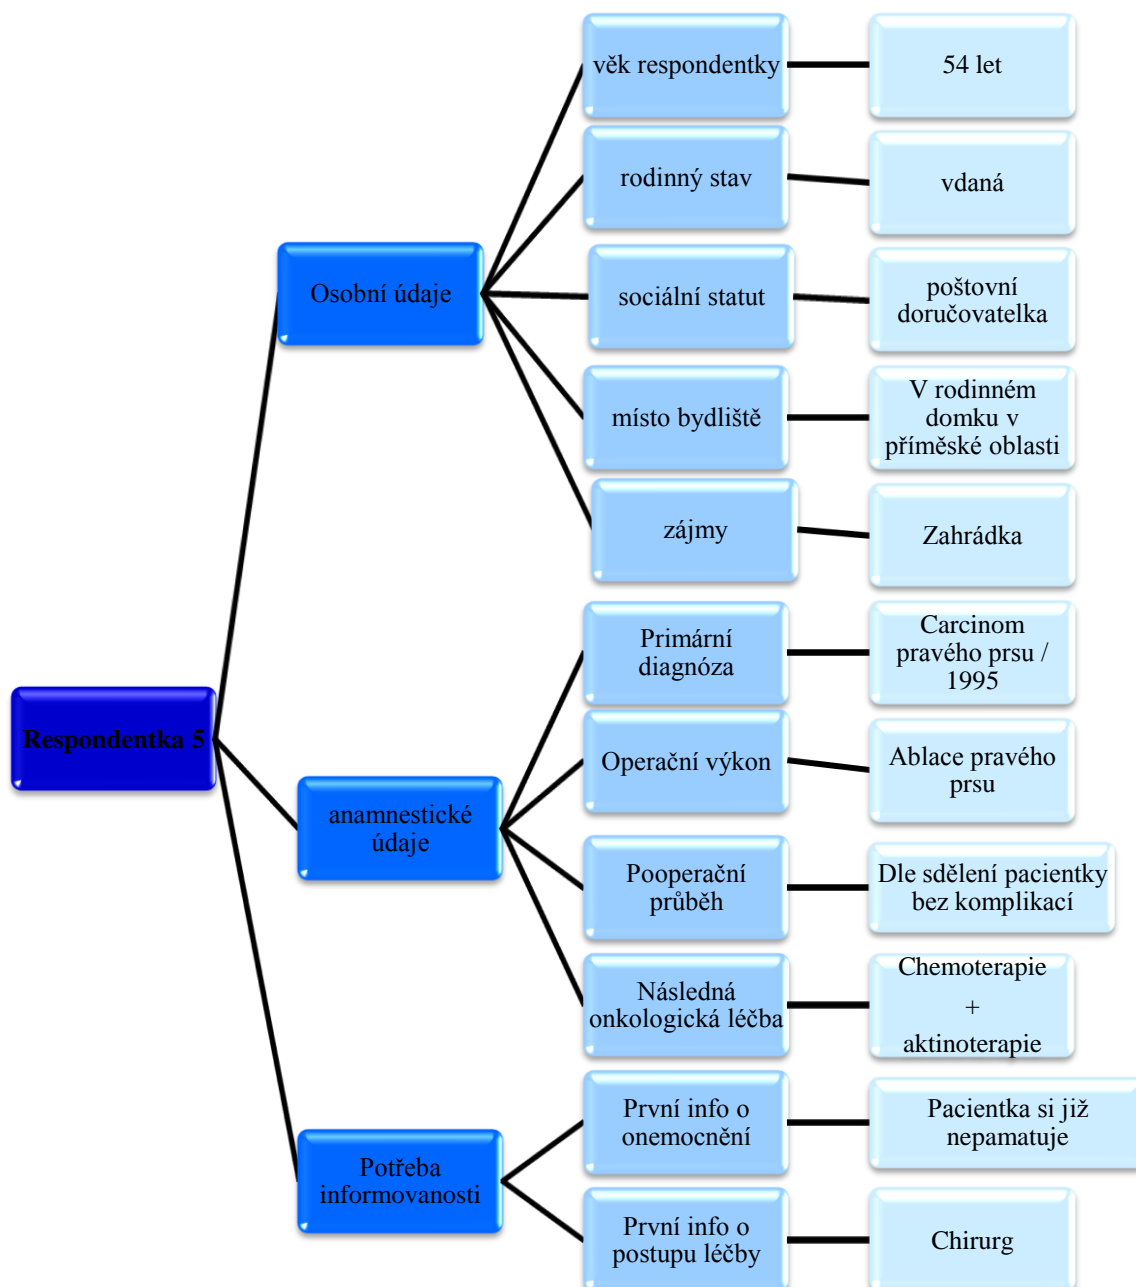 Respondentka 5
Osobní údaje
věk respondentky
54 let
rodinný stav
vdaná
sociální statut
poštovní
doručovatelka
místo bydliště
V rodinném
domku v
příměské oblasti
zájmy
Zahrádka
anamnestické
údaje
Primární
diagnóza
Carcinom
pravého prsu /
1995
Operační výkon
Ablace pravého
prsu
Pooperační
průběh
Dle sdělení pacientky
bez komplikací
Následná
onkologická léčba
Chemoterapie
+
aktinoterapie
Potřeba
informovanosti
První info o
onemocnění
Pacientka si již
nepamatuje
První info o
postupu léčby
Chirurg